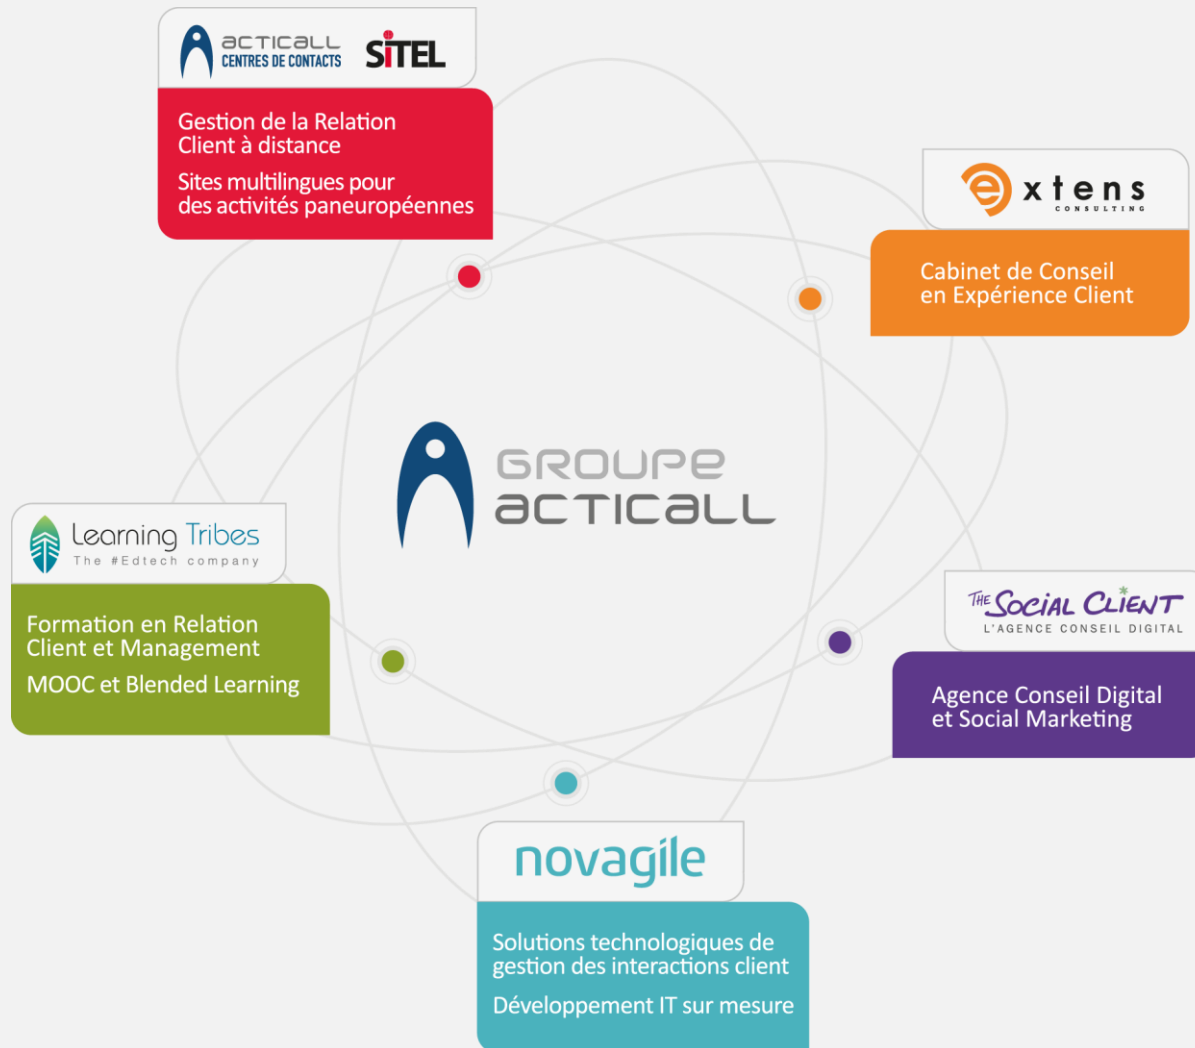 acticall
CENTRES DE CONTACTS
SiTEL
Gestion de la Relation
Client à distance
Sites multilingues pour
des activités paneuropéennes
extens
CONSULTING
Cabinet de Conseil
en Expérience Client
GROUPE
acticall
Learning Tribes
The #Edtech company
Formation en Relation
Client et Management
MOOC et Blended Learning
THE SOCIAL CLIENT
L'AGENCE CONSEIL DIGITAL
Agence Conseil Digital
et Social Marketing
novagile
Solutions technologiques de
gestion des interactions client
Développement IT sur mesure